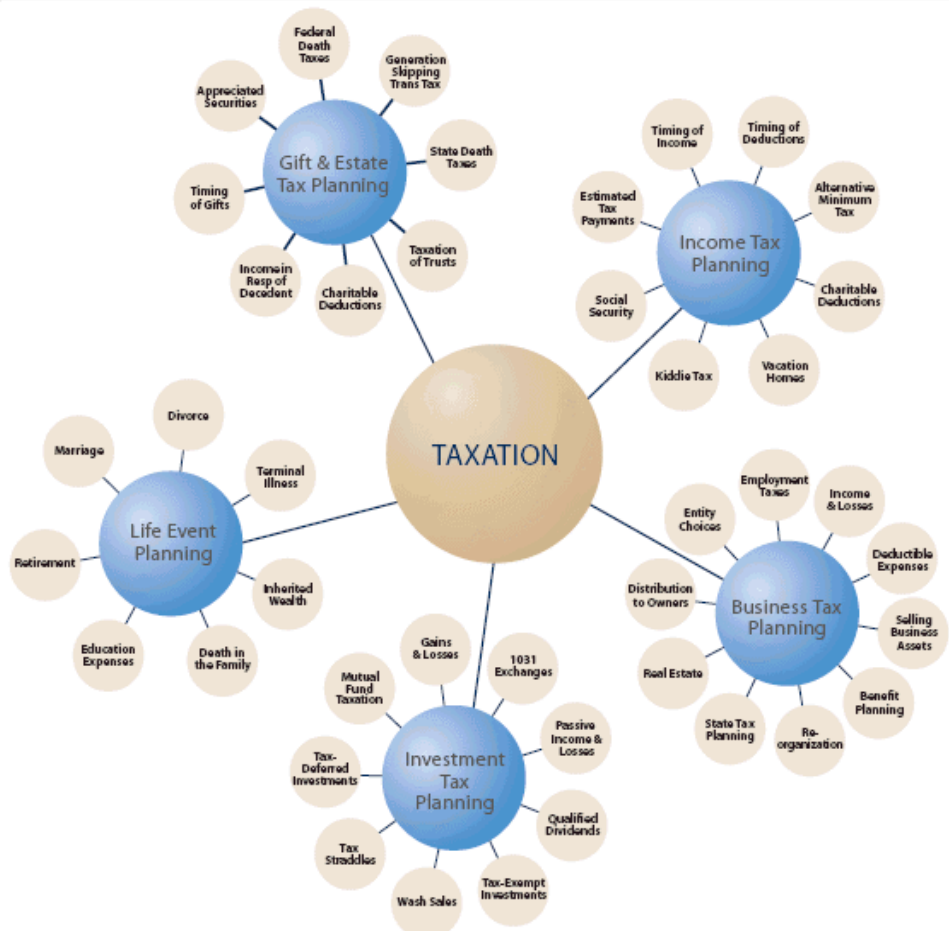 Federal
Death
Taxes
Generation
Skipping
Trans Tax
Appreciated
Securities
State Death
Taxes
Gift & Estate
Tax Planning
Timing
of Gifts
Taxation
of Trusts
Income in
Resp of
Decedent
Charitable
Deductions
Timing of
Income
Timing of
Deductions
Estimated
Tax
Payments
Alternative
Minimum
Tax
Income Tax
Planning
Social
Security
Charitable
Deductions
Kiddie Tax
Vacation
Homes
TAXATION
Divorce
Marriage
Terminal
Illness
Life Event
Planning
Retirement
Inherited
Wealth
Education
Expenses
Death in
the Family
Employment
Taxes
Income
& Losses
Entity
Choices
Deductible
Expenses
Distribution
to Owners
Business Tax
Planning
Selling
Business
Assets
Real Estate
Benefit
Planning
State Tax
Planning
Re-
organization
Gains
& Losses
1031
Exchanges
Mutual
Fund
Taxation
Passive
Income &
Losses
Tax-
Deferred
Investments
Investment
Tax
Planning
Qualified
Dividends
Tax
Straddles
Wash Sales
Tax-Exempt
Investments